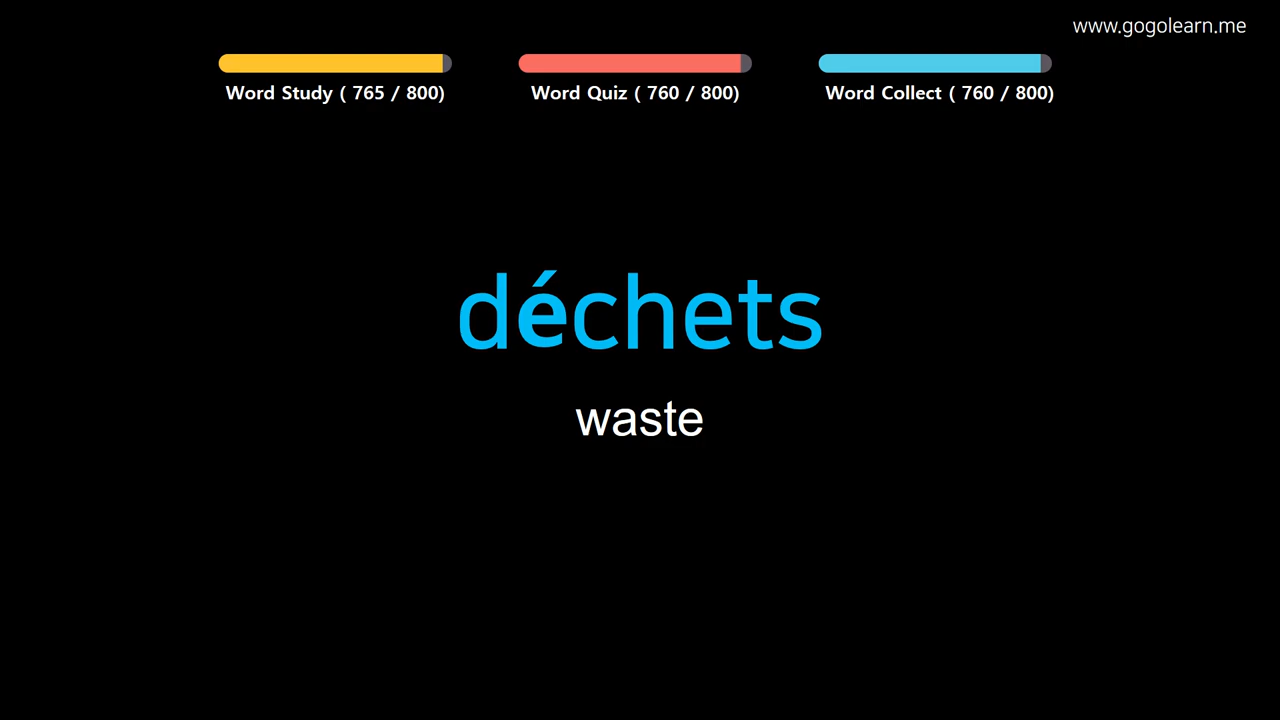 www.gogolearn.me
Word Study ( 765 / 800)
Word Quiz ( 760 / 800)
Word Collect ( 760 / 800)
déchets
waste